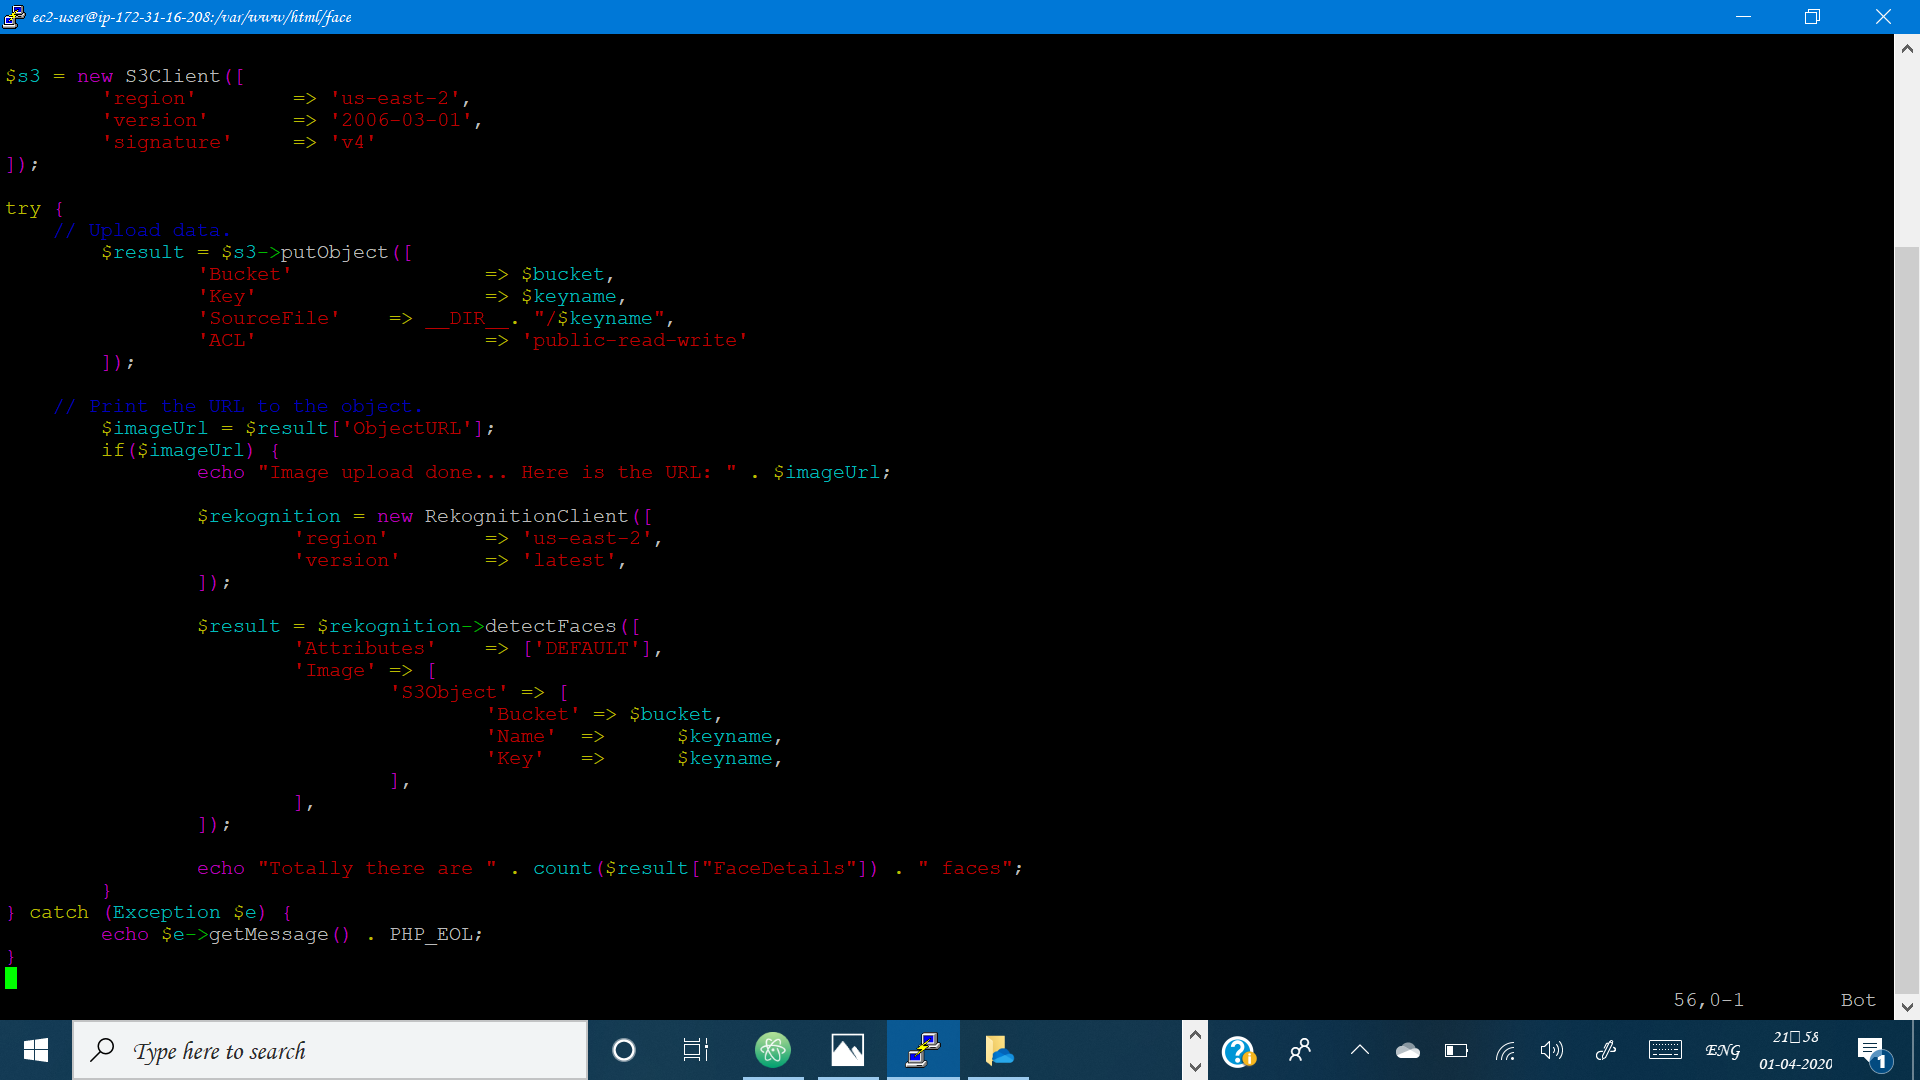 ec2-user@ip-172-31-16-208:/var/www/html/face
$s3 = new S3Client([
'region' => 'us-east-2',
'version' => '2006-03-01',
'signature' => 'v4'
]);
try {
// Upload data.
$result = $s3->putObject([
'Bucket' => $bucket,
'Key' => $keyname,
'SourceFile' => __DIR__. "/$keyname",
'ACL' => 'public-read-write'
]);
// Print the URL to the object.
$imageUrl = $result['ObjectURL'];
if($imageUrl) {
echo "Image upload done... Here is the URL: " . $imageUrl;
$rekognition = new RekognitionClient([
'region' => 'us-east-2',
'version' => 'latest',
]);
$result = $rekognition->detectFaces([
'Attributes' => ['DEFAULT'],
'Image' => [
'S3Object' => [
'Bucket' => $bucket,
'Name' => $keyname,
'Key' => $keyname,
],
],
]);
echo "Totally there are " . count($result["FaceDetails"]) . " faces";
}
} catch (Exception $e) {
echo $e->getMessage() . PHP_EOL;
}
56,0-1 Bot
Type here to search
ENG
21□58
01-04-2020
1